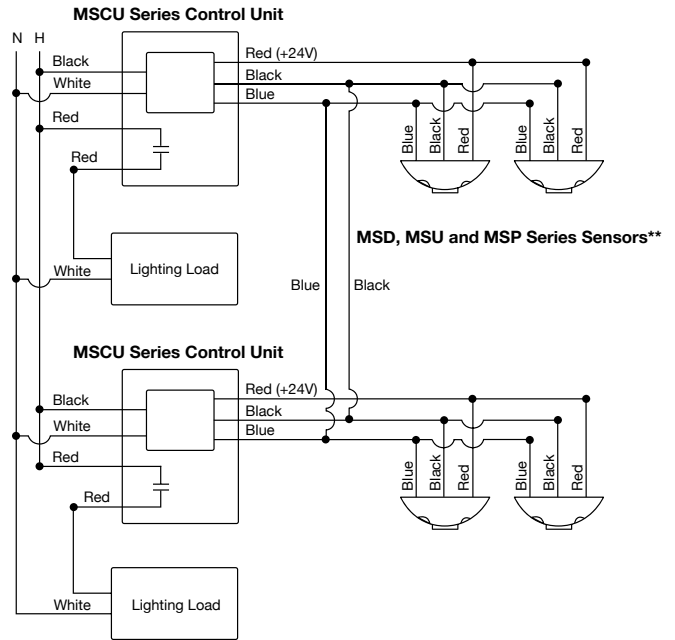 MSCU Series Control Unit
N H
Black
White
Red
Red
Red (+24V)
Black
Blue
Blue
Black
Red
Blue
Black
Red
MSD, MSU and MSP Series Sensors**
White
Lighting Load
Blue
Black
MSCU Series Control Unit
Black
White
Red
Red
Red (+24V)
Black
Blue
Blue
Black
Red
Blue
Black
Red
White
Lighting Load